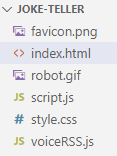 JOKE-TELLER
favicon.png
<> index.html
robot.gif
JS script.js
# style.css
JS voiceRSS.js